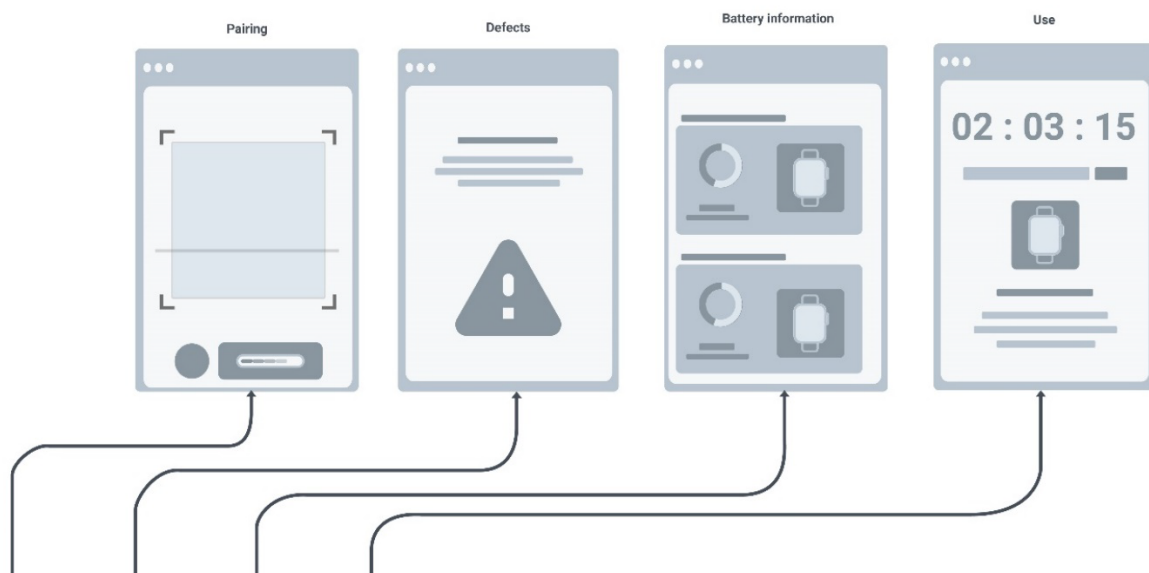 Pairing
Defects
Battery information
Use
02 : 03 : 15